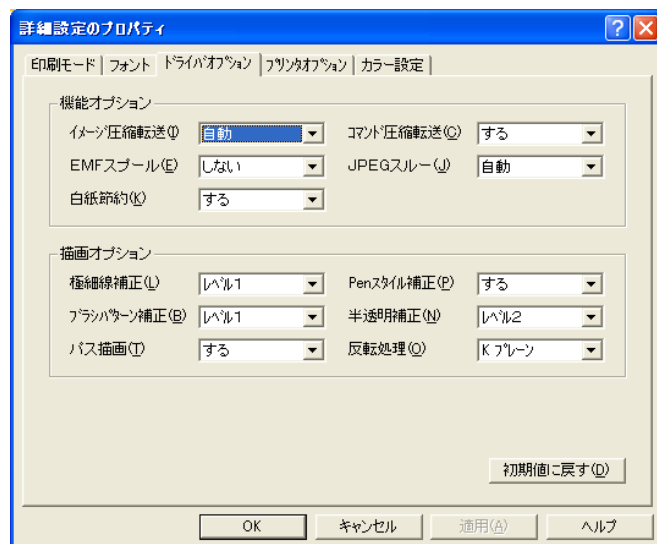 詳細設定のプロパティ
印刷モード フォント ﾄﾞﾗｲﾊﾞｵﾌﾟｼｮﾝ ﾌﾟﾘﾝﾀｵﾌﾟｼｮﾝ カラー設定
機能オプション
ｲﾒｰｼﾞ圧縮転送(I) 自動 ｺﾏﾝﾄﾞ圧縮転送(C) する
EMFスプール(E) しない JPEGスルー(J) 自動
白紙節約(K) する
描画オプション
極細線補正(L) ﾚﾍﾞﾙ1 Penｽﾀｲﾙ補正(P) する
ﾌﾞﾗｼﾊﾟﾀｰﾝ補正(B) ﾚﾍﾞﾙ1 半透明補正(N) ﾚﾍﾞﾙ2
パス描画(T) する 反転処理(O) K ﾌﾟﾚｰﾝ
初期値に戻す(D)
OK キャンセル 適用(A) ヘルプ